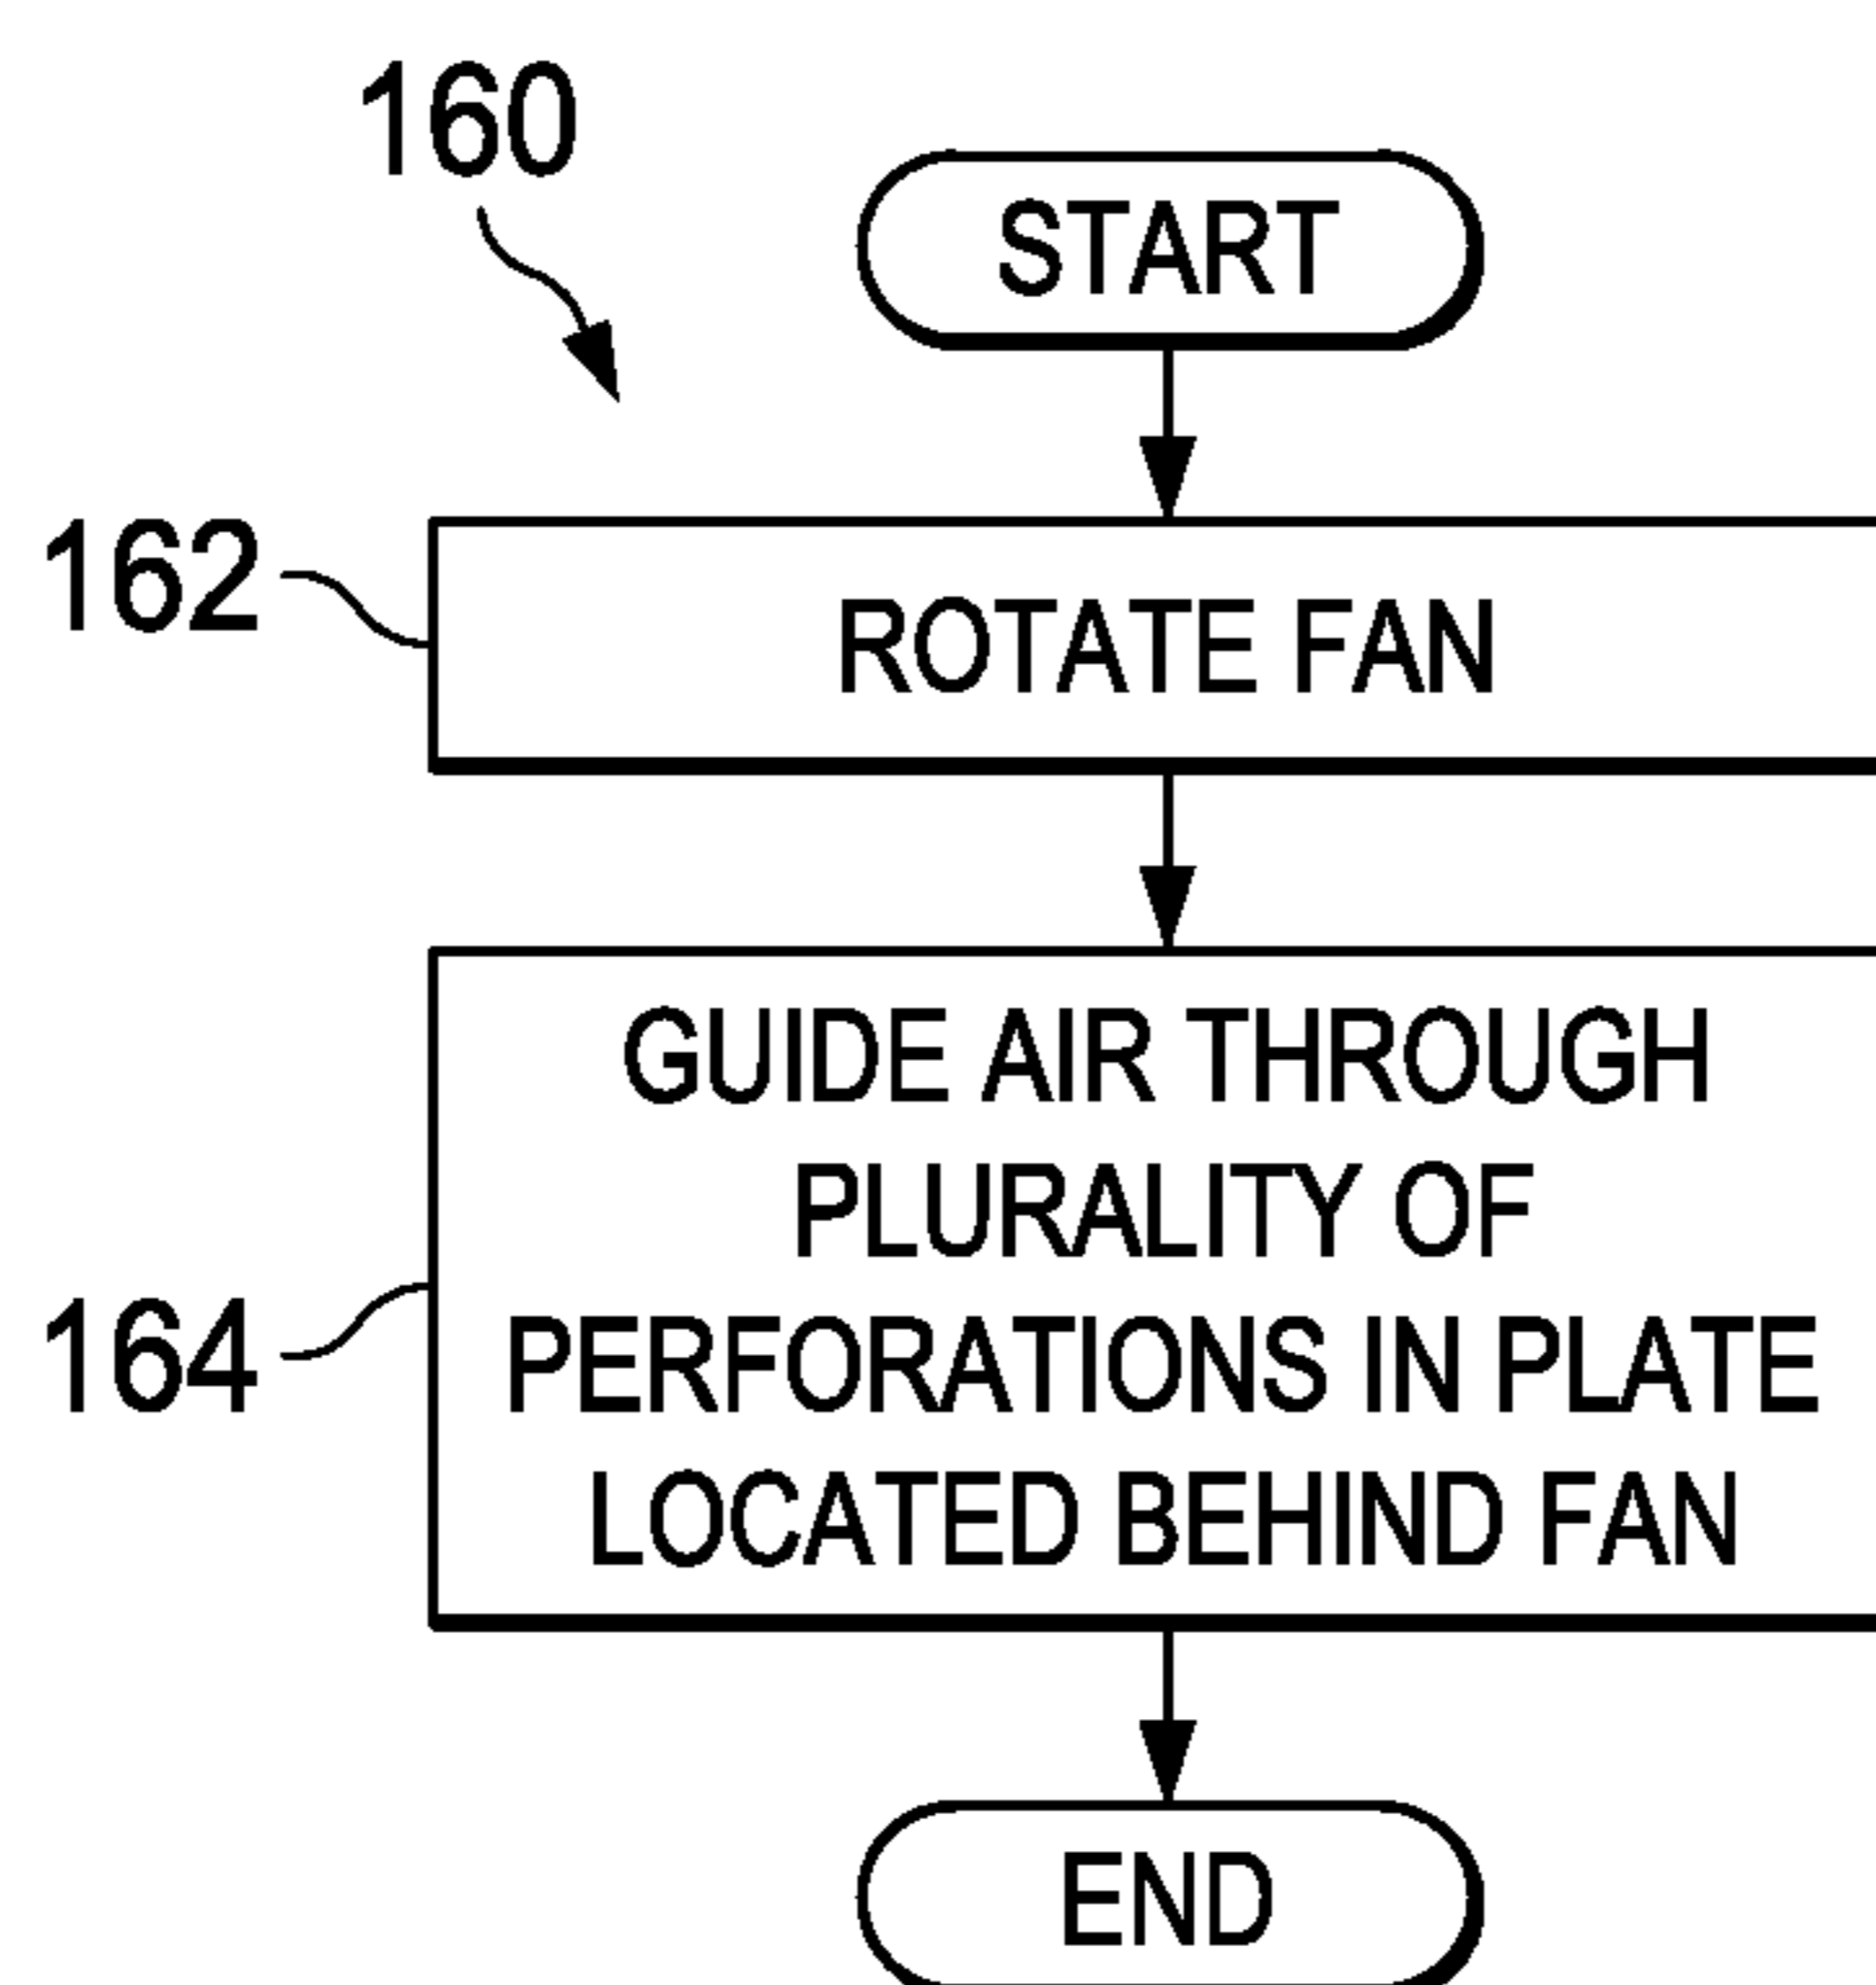 160
START
162
ROTATE FAN
GUIDE AIR THROUGH
PLURALITY OF
164
PERFORATIONS IN PLATE
LOCATED BEHIND FAN
END